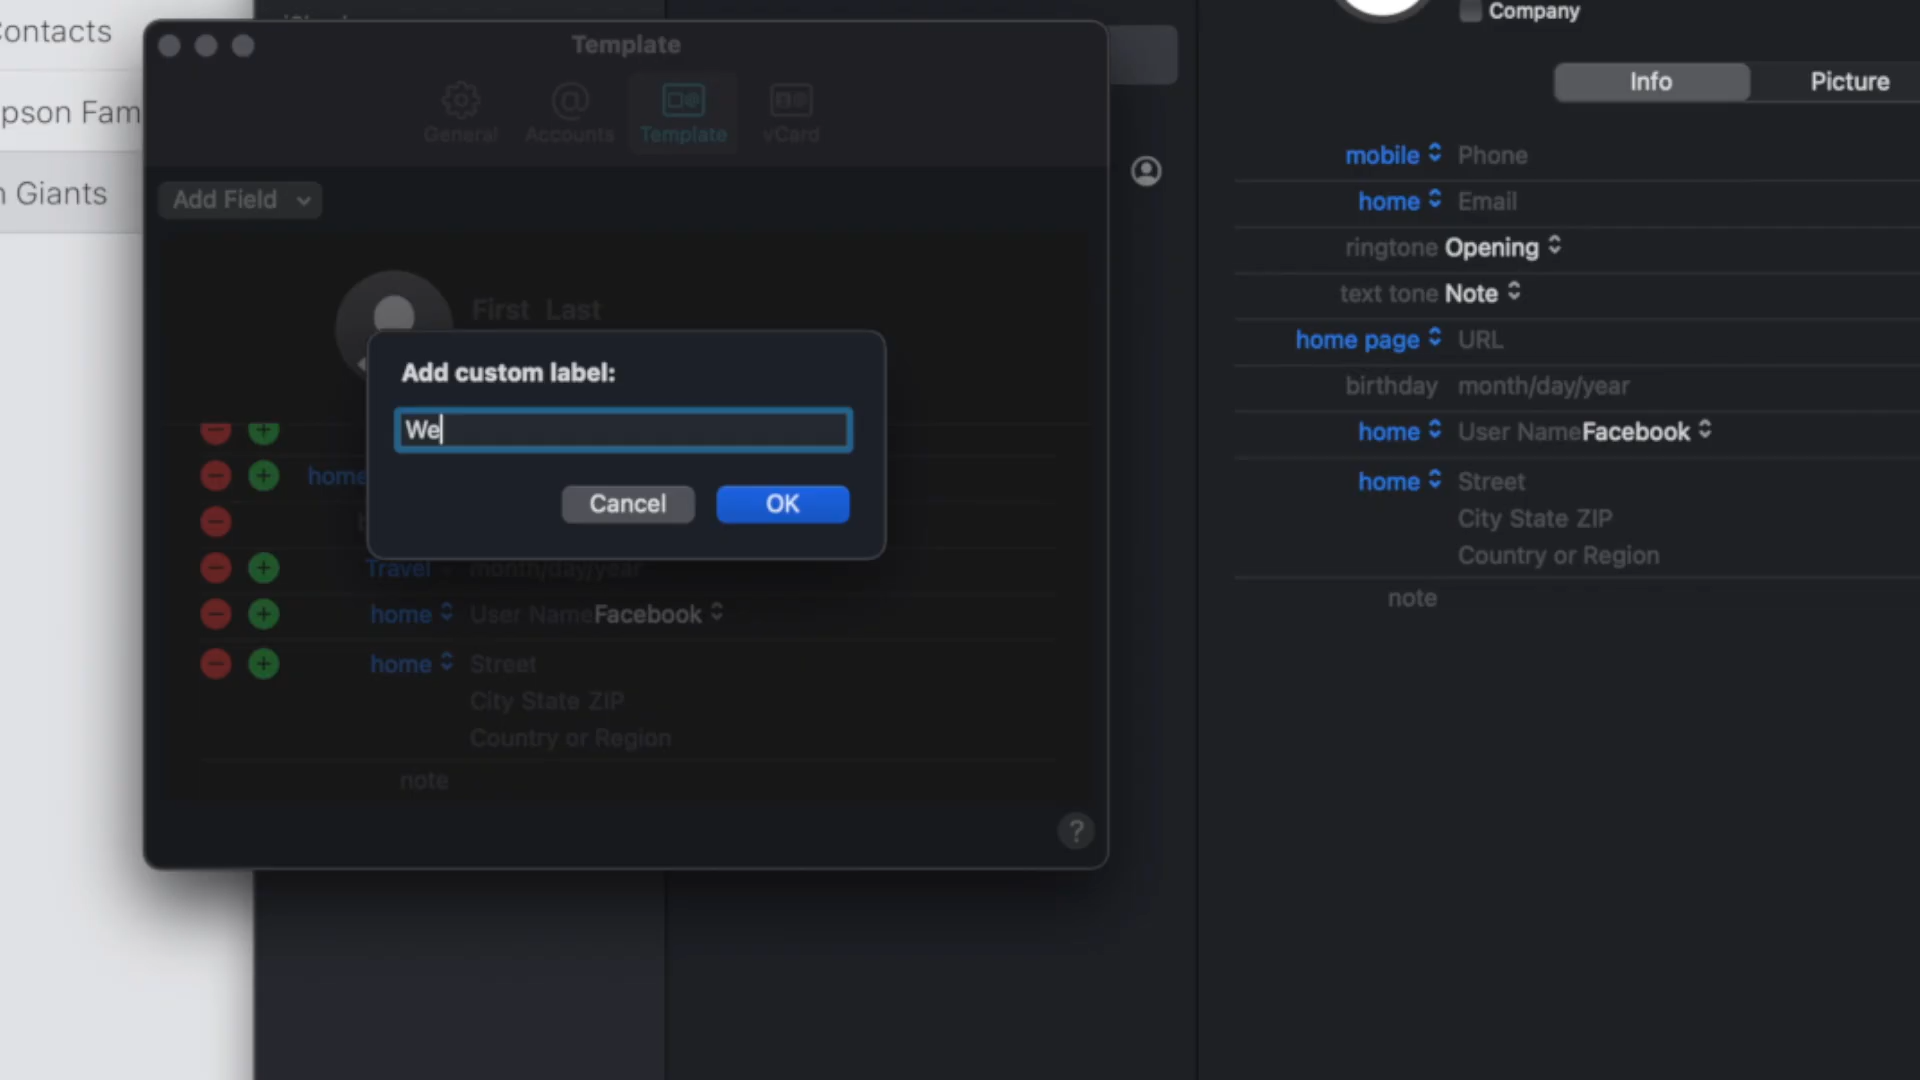 Contacts
pson Fam
n Giants
Template
General
Accounts
Template
vCard
Add Field
First Last
Add custom label:
We
Cancel
OK
home
Travel month/day/year
home User Name Facebook
home Street
City State ZIP
Country or Region
note
?
Company
Info
Picture
mobile Phone
home Email
ringtone Opening
text tone Note
home page URL
birthday month/day/year
home User Name Facebook
home Street
City State ZIP
Country or Region
note